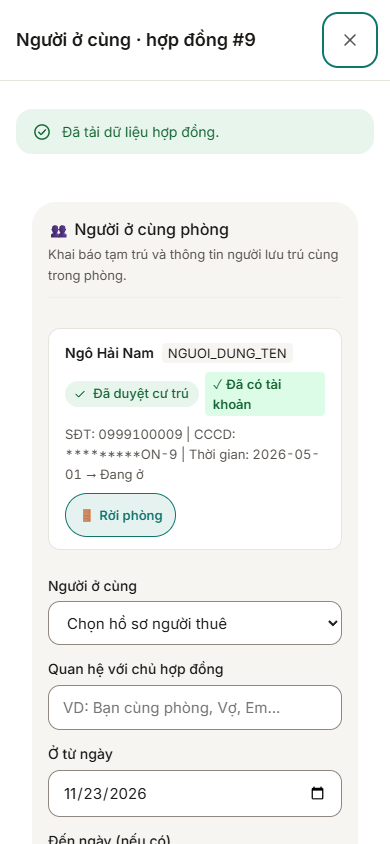 Người ở cùng · hợp đồng #9
Đã tải dữ liệu hợp đồng.
Người ở cùng phòng
Khai báo tạm trú và thông tin người lưu trú cùng
trong phòng.
Ngô Hải Nam NGUOI_DUNG_TEN
✓ Đã duyệt cư trú ✓ Đã có tài
khoản
SĐT: 0999100009 | CCCD:
*********ON-9 | Thời gian: 2026-05-
01 → Đang ở
Rời phòng
Người ở cùng
Chọn hồ sơ người thuê
Quan hệ với chủ hợp đồng
VD: Bạn cùng phòng, Vợ, Em...
Ở từ ngày
11/23/2026
Đến ngày (nếu có)